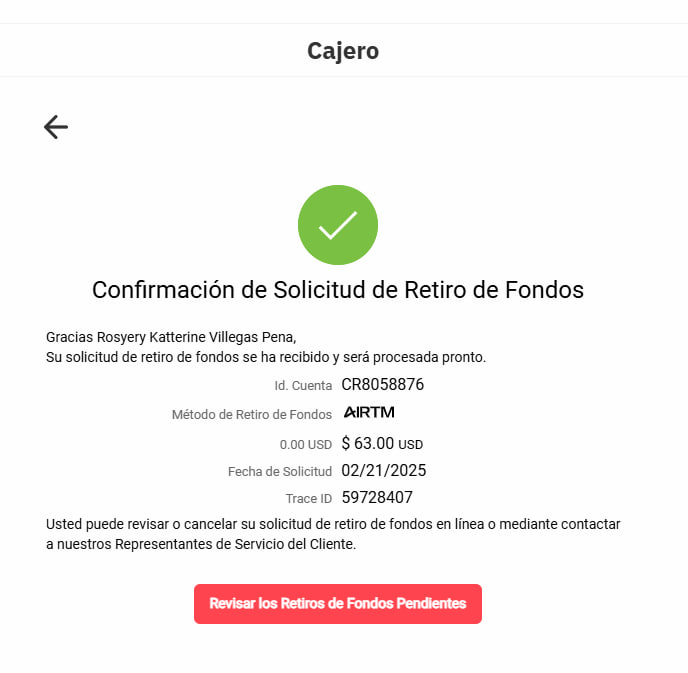 Cajero
Confirmación de Solicitud de Retiro de Fondos
Gracias Rosyery Katterine Villegas Pena,
Su solicitud de retiro de fondos se ha recibido y será procesada pronto.
Id. Cuenta CR8058876
Método de Retiro de Fondos AIRTM
0.00 USD $ 63.00 USD
Fecha de Solicitud 02/21/2025
Trace ID 59728407
Usted puede revisar o cancelar su solicitud de retiro de fondos en línea o mediante contactar
a nuestros Representantes de Servicio del Cliente.
Revisar los Retiros de Fondos Pendientes